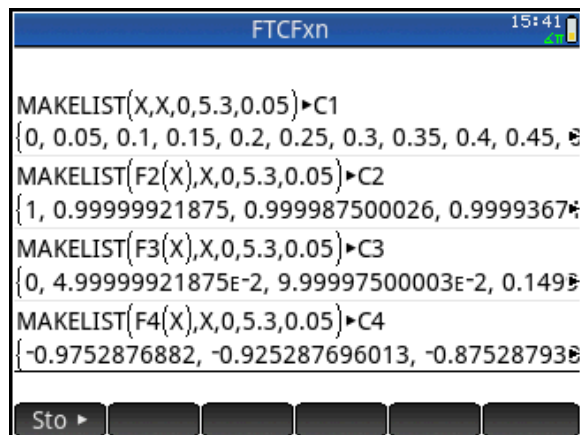 FTCFxn
15:41
∡π
MAKELIST(X,X,0,5.3,0.05)▶C1
{0, 0.05, 0.1, 0.15, 0.2, 0.25, 0.3, 0.35, 0.4, 0.45,
MAKELIST(F2(X),X,0,5.3,0.05)▶C2
{1, 0.99999921875, 0.999987500026, 0.9999367
MAKELIST(F3(X),X,0,5.3,0.05)▶C3
{0, 4.99999921875E-2, 9.99997500003E-2, 0.149
MAKELIST(F4(X),X,0,5.3,0.05)▶C4
{-0.9752876882, -0.925287696013, -0.87528793
Sto ▶